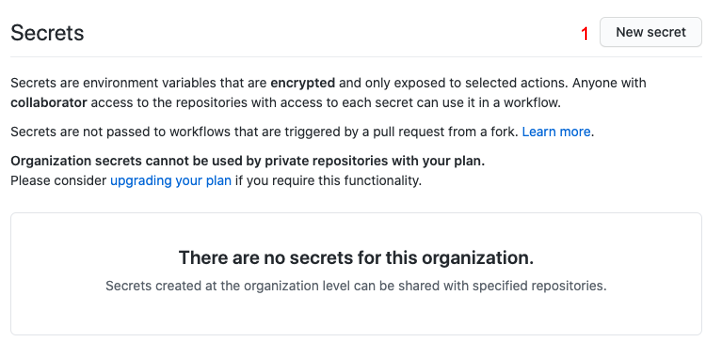 Secrets
1 New secret
Secrets are environment variables that are encrypted and only exposed to selected actions. Anyone with
collaborator access to the repositories with access to each secret can use it in a workflow.
Secrets are not passed to workflows that are triggered by a pull request from a fork. Learn more.
Organization secrets cannot be used by private repositories with your plan.
Please consider upgrading your plan if you require this functionality.
There are no secrets for this organization.
Secrets created at the organization level can be shared with specified repositories.